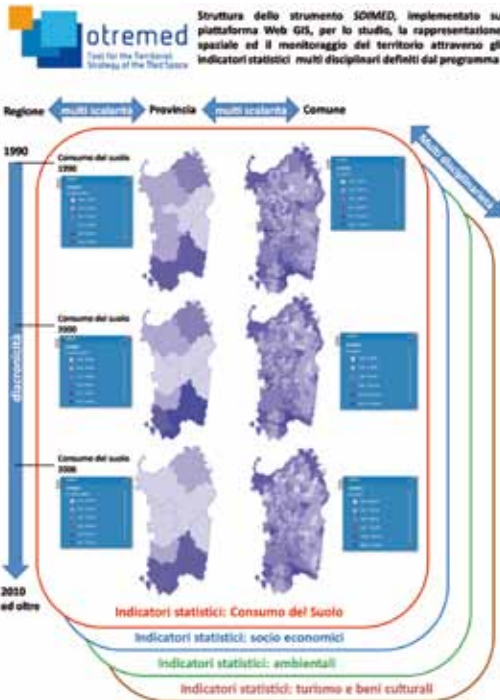 otremed
Tool for the Territorial
Strategy of the Med Space
Struttura dello strumento SDIMED, implementato su
piattaforma Web GIS, per lo studio, la rappresentazione
spaziale ed il monitoraggio del territorio attraverso gli
indicatori statistici multi disciplinari definiti dal programma
Regione multi scalarità Provincia multi scalarità Comune
Multi disciplinarietà
1990
Consumo del suolo
1990
Consumo del suolo
2000
diacronicità
Consumo del suolo
2006
2010
ed oltre
Indicatori statistici: Consumo del Suolo
Indicatori statistici: socio economici
Indicatori statistici: ambientali
Indicatori statistici: turismo e beni culturali